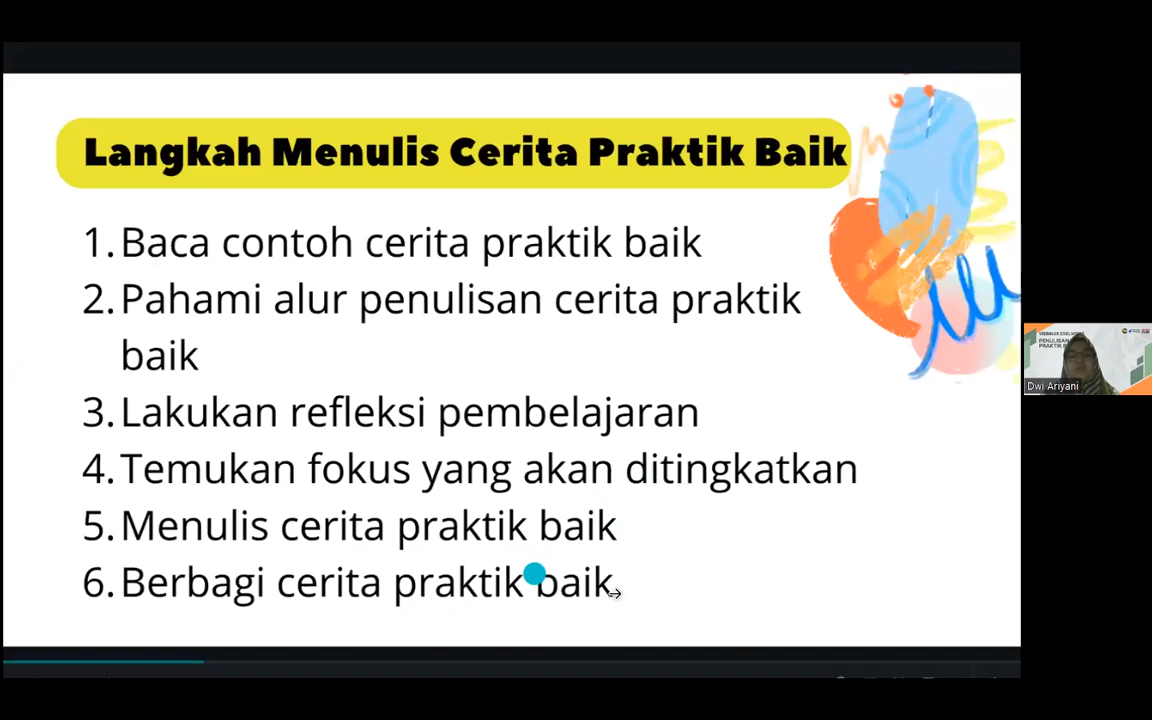 Langkah Menulis Cerita Praktik Baik
1. Baca contoh cerita praktik baik
2. Pahami alur penulisan cerita praktik
baik
3. Lakukan refleksi pembelajaran
4. Temukan fokus yang akan ditingkatkan
5. Menulis cerita praktik baik
6. Berbagi cerita praktik baik
PENULISAN
PRAKTIK
Dwi Ariyani